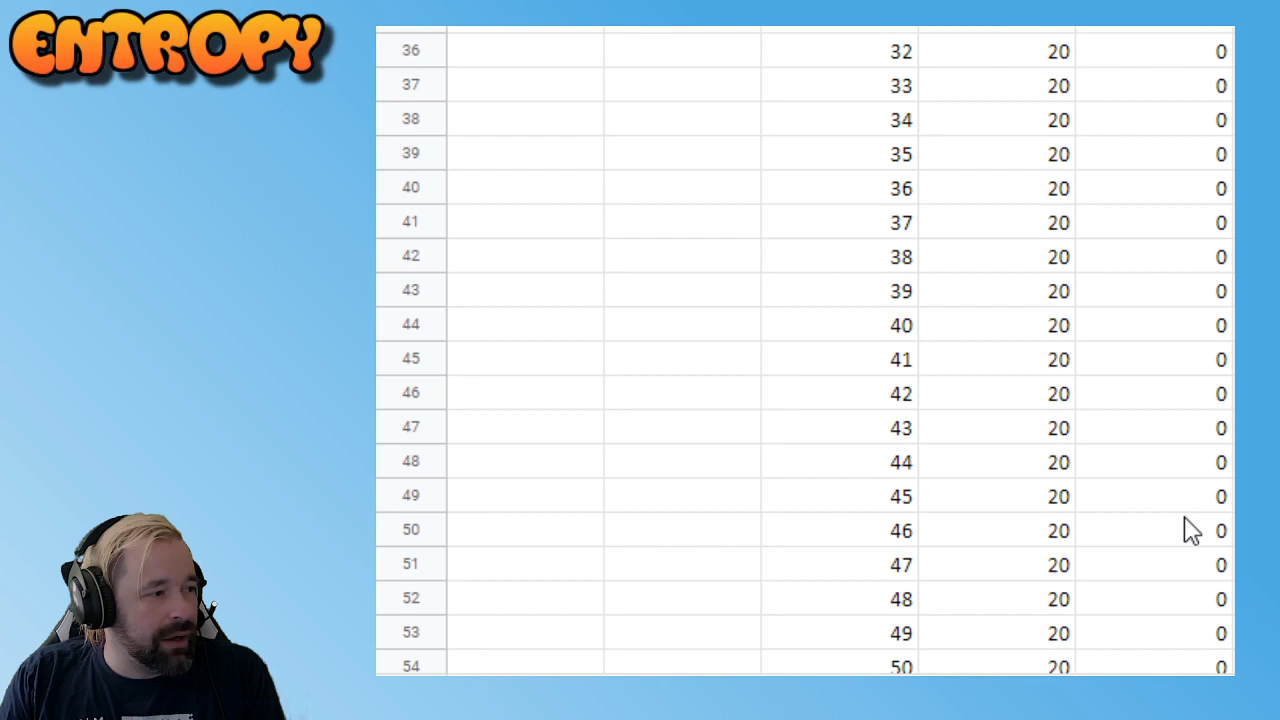 ENTROPY
36 32 20 0
37 33 20 0
38 34 20 0
39 35 20 0
40 36 20 0
41 37 20 0
42 38 20 0
43 39 20 0
44 40 20 0
45 41 20 0
46 42 20 0
47 43 20 0
48 44 20 0
49 45 20 0
50 46 20 0
51 47 20 0
52 48 20 0
53 49 20 0
54 50 20 0